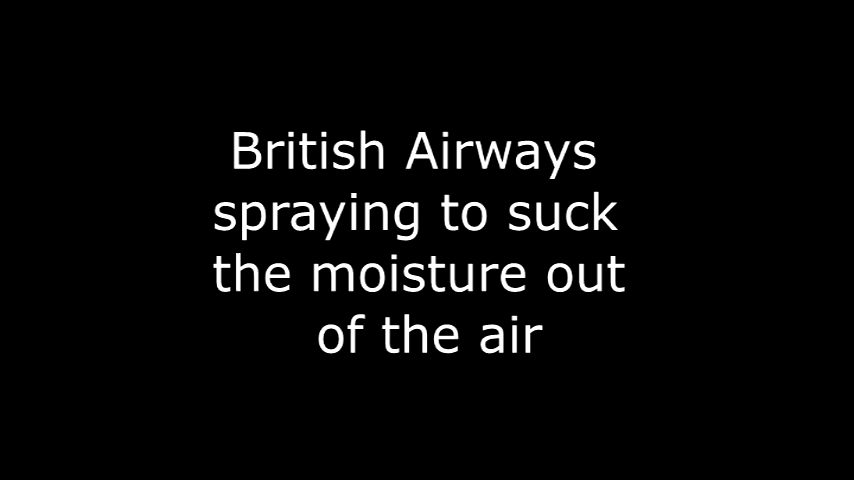 British Airways
spraying to suck
the moisture out
of the air